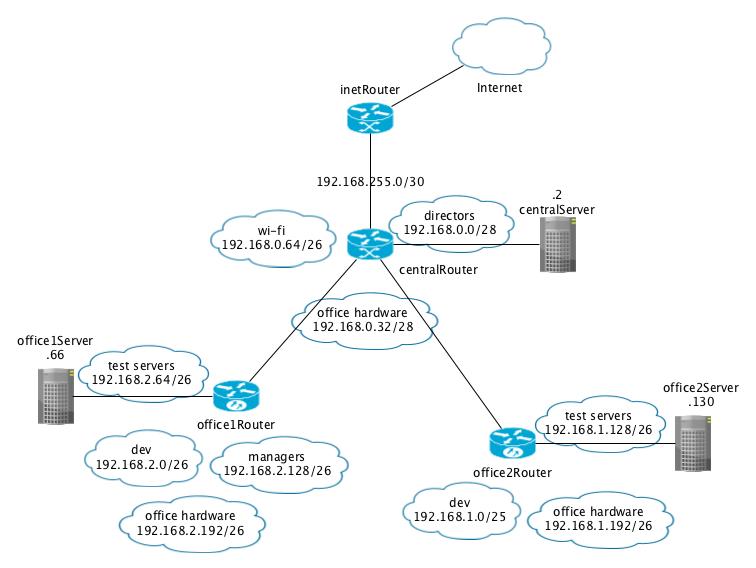 inetRouter
Internet
192.168.255.0/30
wi-fi
192.168.0.64/26
directors
192.168.0.0/28
.2
centralServer
centralRouter
office hardware
192.168.0.32/28
office1Server
.66
test servers
192.168.2.64/26
office1Router
dev
192.168.2.0/26
managers
192.168.2.128/26
office hardware
192.168.2.192/26
office2Server
.130
test servers
192.168.1.128/26
office2Router
dev
192.168.1.0/25
office hardware
192.168.1.192/26